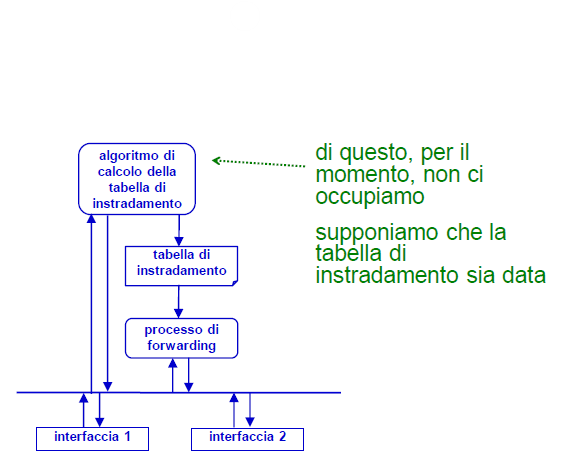 algoritmo di
calcolo della
tabella di
instradamento
di questo, per il
momento, non ci
occupiamo
supponiamo che la
tabella di
instradamento sia data
tabella di
instradamento
processo di
forwarding
interfaccia 1
interfaccia 2